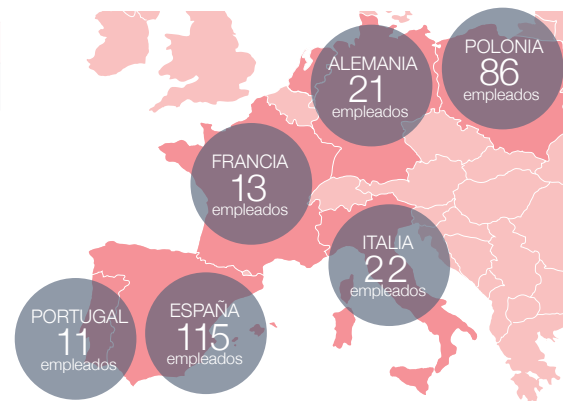 POLONIA
86
empleados
ALEMANIA
21
empleados
FRANCIA
13
empleados
ITALIA
22
empleados
ESPAÑA
115
empleados
PORTUGAL
11
empleados